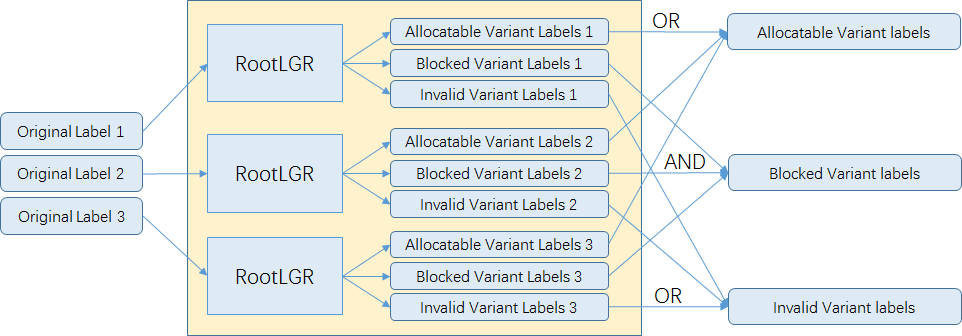 Original Label 1
Original Label 2
Original Label 3
RootLGR
Allocatable Variant Labels 1
Blocked Variant Labels 1
Invalid Variant Labels 1
RootLGR
Allocatable Variant Labels 2
Blocked Variant Labels 2
Invalid Variant Labels 2
RootLGR
Allocatable Variant Labels 3
Blocked Variant Labels 3
Invalid Variant Labels 3
OR
Allocatable Variant labels
AND
Blocked Variant labels
OR
Invalid Variant labels